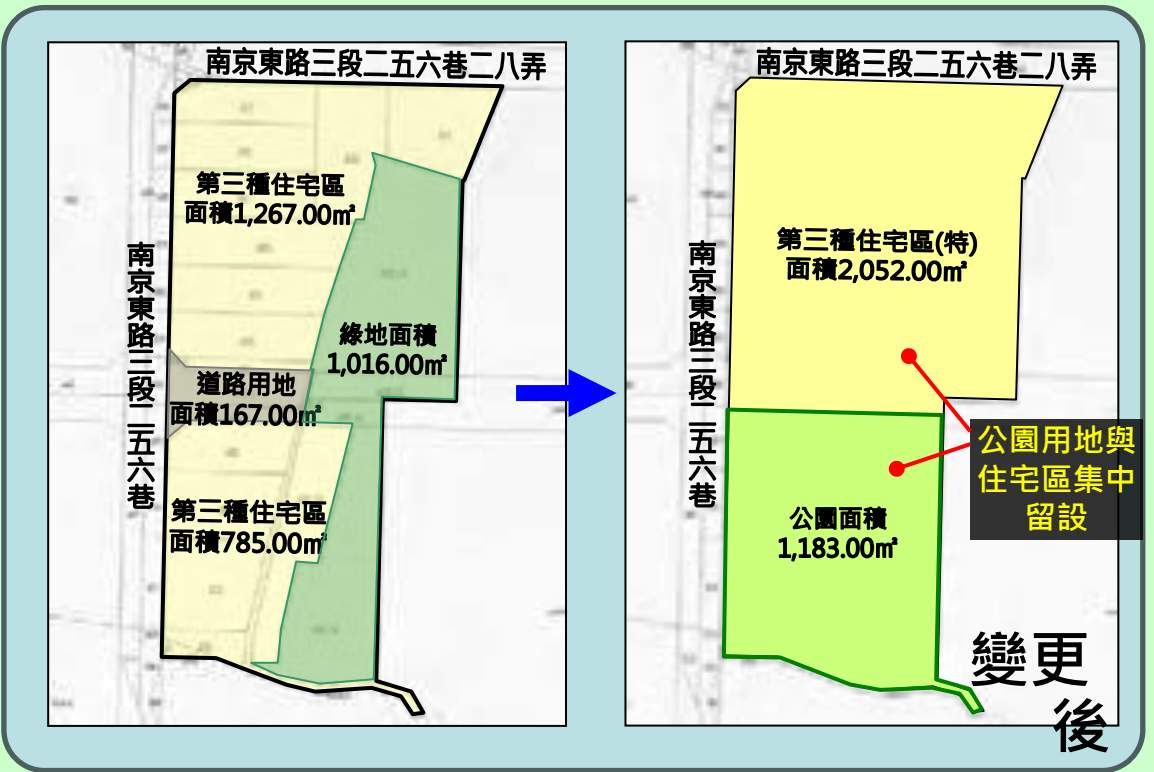 南京東路三段二五六巷二八弄
第三種住宅區
面積1,267.00㎡
南京東路三段二五六巷
綠地面積
1,016.00㎡
道路用地
面積167.00㎡
第三種住宅區
面積785.00㎡
南京東路三段二五六巷二八弄
第三種住宅區(特)
面積2,052.00㎡
南京東路三段二五六巷
公園用地與
住宅區集中
留設
公園面積
1,183.00㎡
變更
後